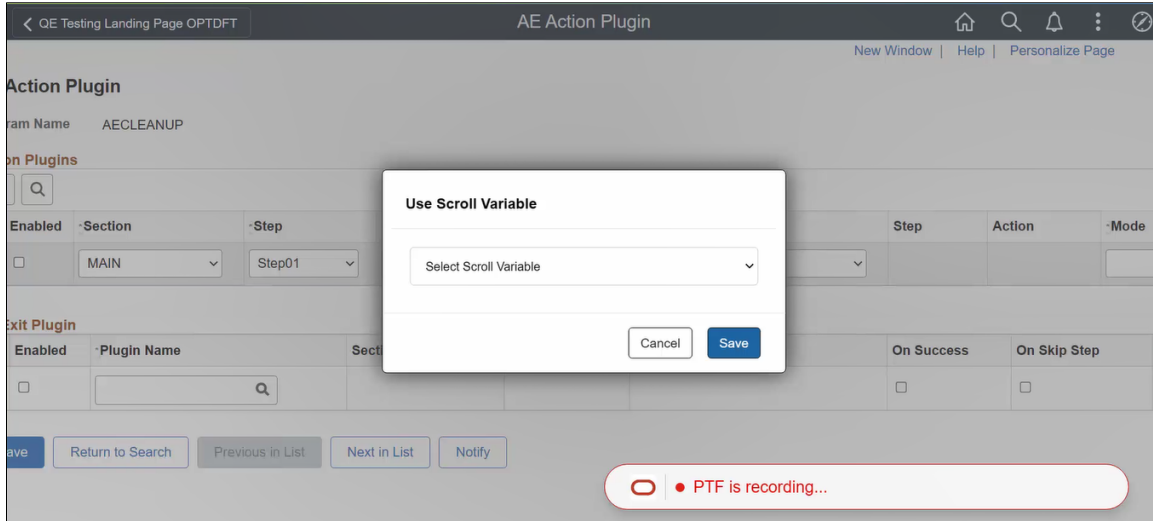 QE Testing Landing Page OPTDFT
AE Action Plugin
New Window | Help | Personalize Page
Action Plugin
ram Name AECLEANUP
on Plugins
Enabled *Section *Step Step Action *Mode
MAIN Step01
Use Scroll Variable
Select Scroll Variable
Cancel Save
Exit Plugin
Enabled *Plugin Name Secti On Success On Skip Step
ave Return to Search Previous in List Next in List Notify
PTF is recording...